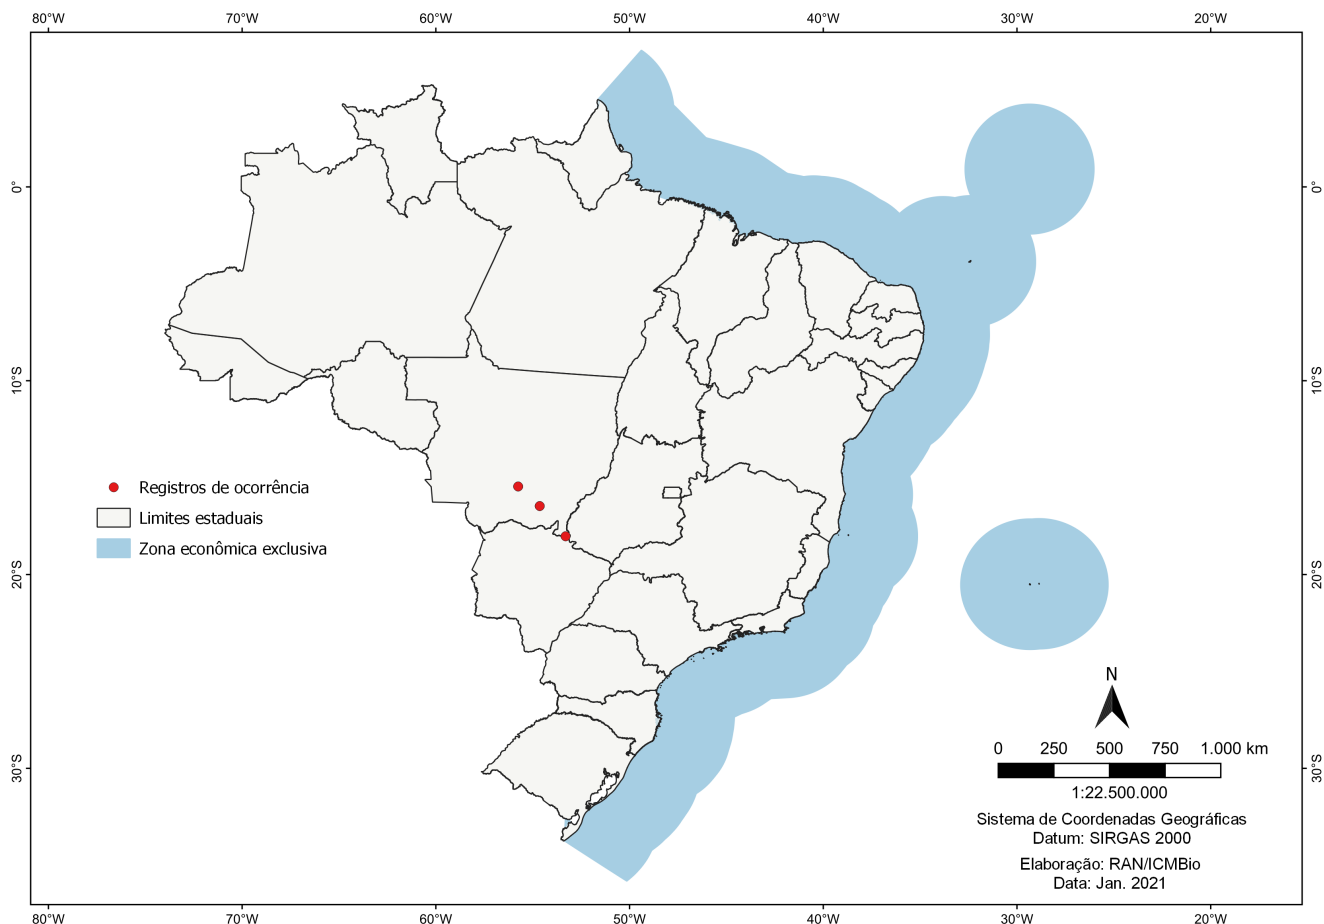 80°W 70°W 60°W 50°W 40°W 30°W 20°W
0° 0°
10°S 10°S
Registros de ocorrência
Limites estaduais
Zona econômica exclusiva
20°S 20°S
N
0 250 500 750 1.000 km
30°S 30°S
1:22.500.000
Sistema de Coordenadas Geográficas
Datum: SIRGAS 2000
Elaboração: RAN/ICMBio
Data: Jan. 2021
80°W 70°W 60°W 50°W 40°W 30°W 20°W